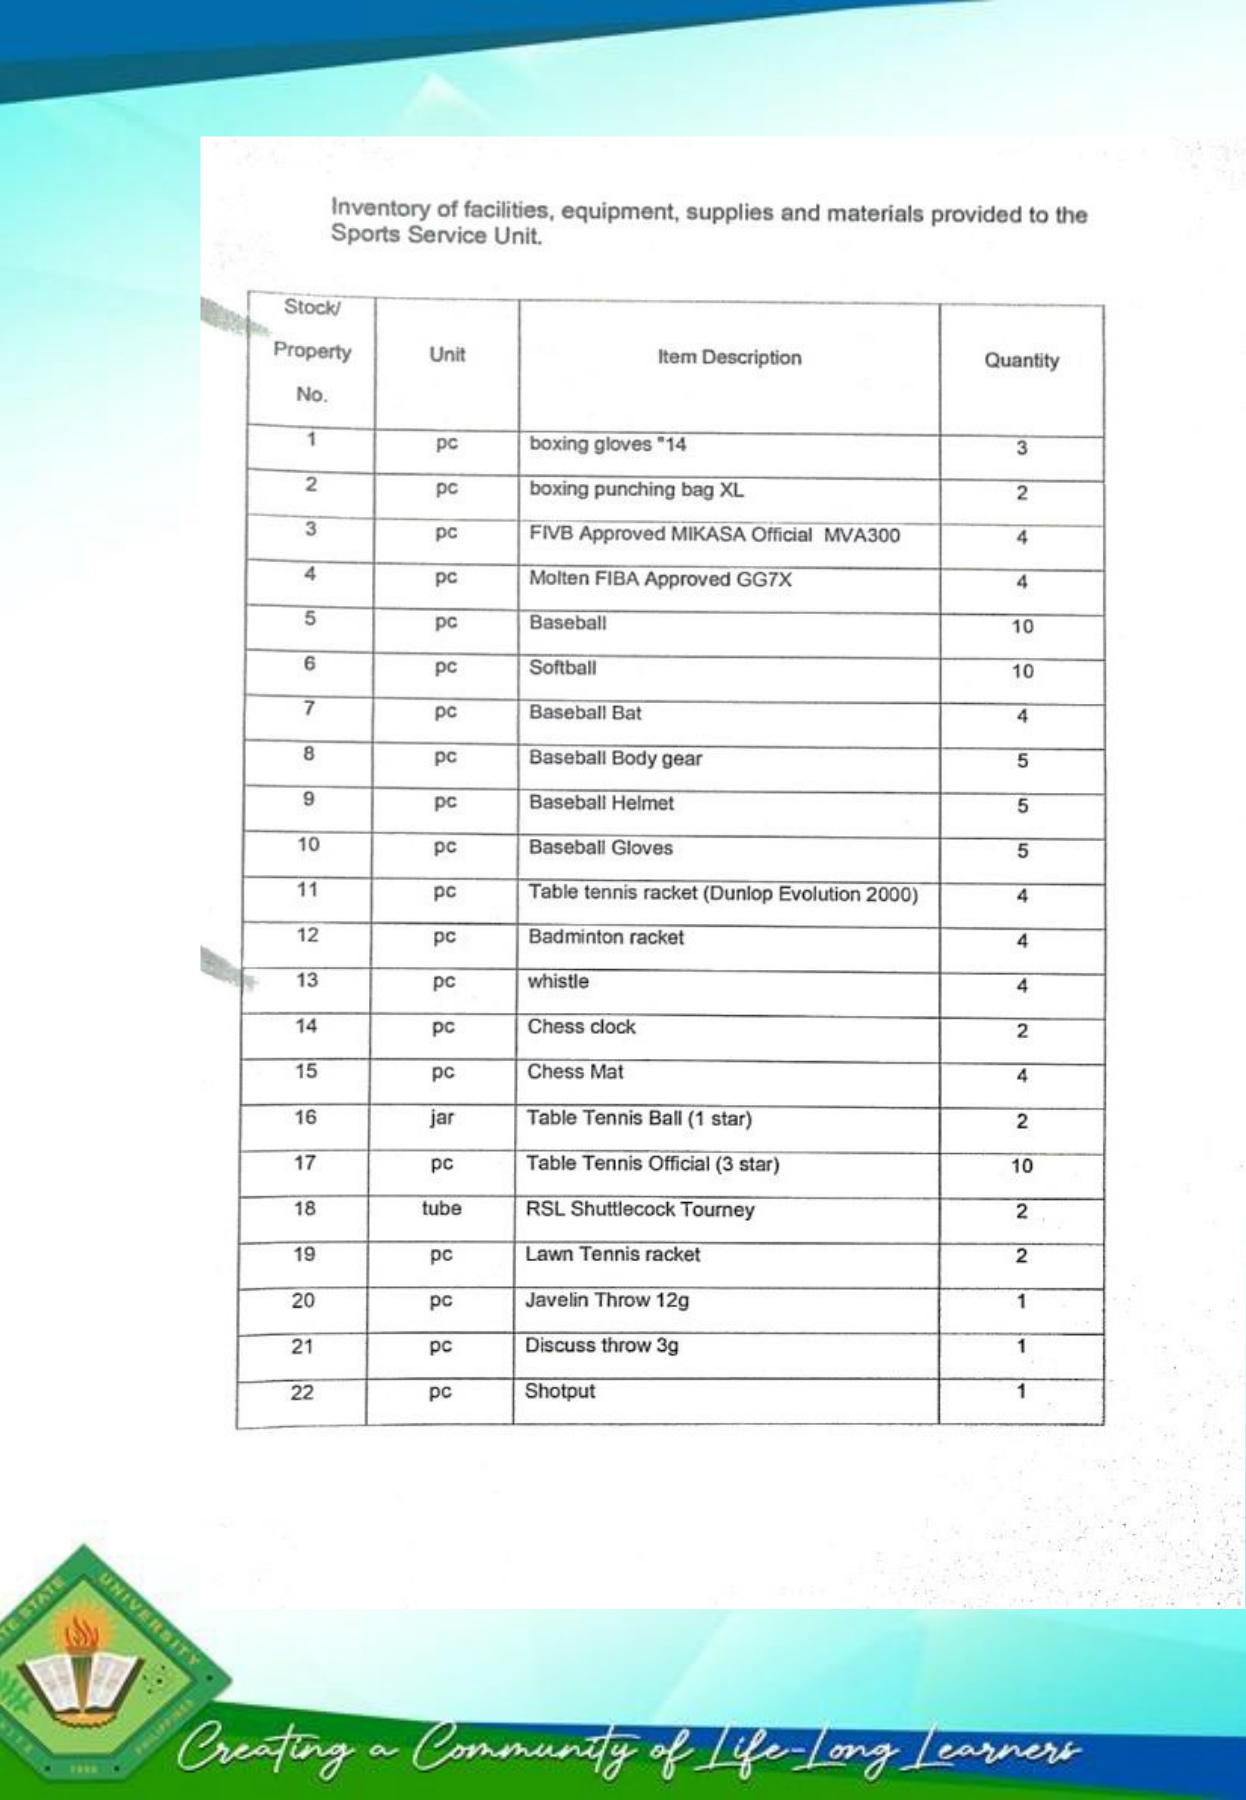 Inventory of facilities, equipment, supplies and materials provided to the
Sports Service Unit.
Stock/
Property
No.
Unit
Item Description
Quantity
1 pc boxing gloves "14 3
2 pc boxing punching bag XL 2
3 pc FIVB Approved MIKASA Official MVA300 4
4 pc Molten FIBA Approved GG7X 4
5 pc Baseball 10
6 pc Softball 10
7 pc Baseball Bat 4
8 pc Baseball Body gear 5
9 pc Baseball Helmet 5
10 pc Baseball Gloves 5
11 pc Table tennis racket (Dunlop Evolution 2000) 4
12 pc Badminton racket 4
13 pc whistle 4
14 pc Chess clock 2
15 pc Chess Mat 4
16 jar Table Tennis Ball (1 star) 2
17 pc Table Tennis Official (3 star) 10
18 tube RSL Shuttlecock Tourney 2
19 pc Lawn Tennis racket 2
20 pc Javelin Throw 12g 1
21 pc Discuss throw 3g 1
22 pc Shotput 1
STATE UNIVERSITY
PHILIPPINES
Creating a Community of Life-Long Learners